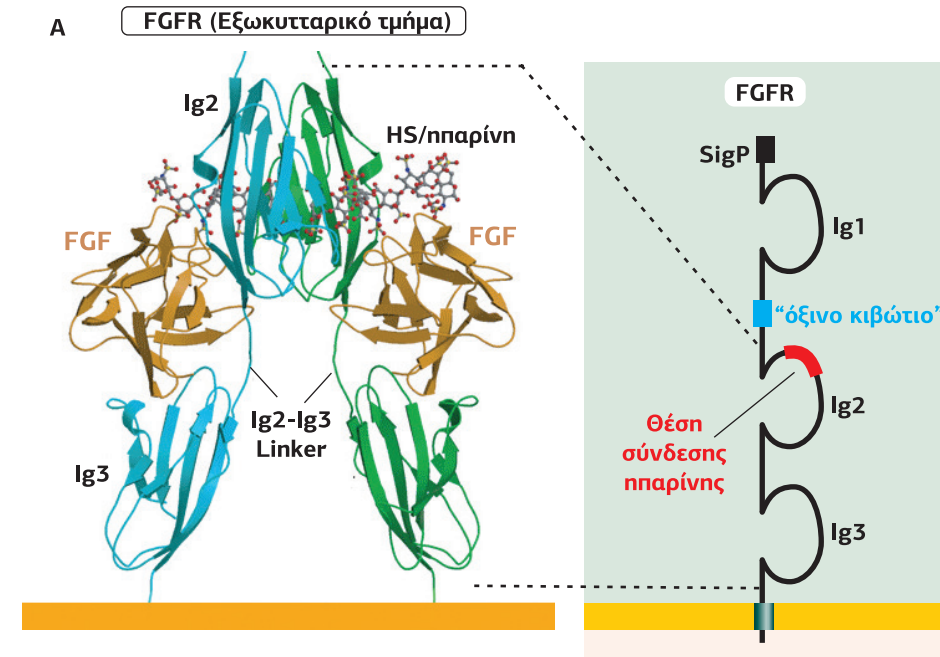 A
FGFR (Εξωκυτταρικό τμήμα)
Ig2
HS/ηπαρίνη
FGF
FGF
Ig2-Ig3
Linker
Ig3
FGFR
SigP
Ig1
“όξινο κιβώτιο”
Ig2
Θέση
σύνδεσης
ηπαρίνης
Ig3